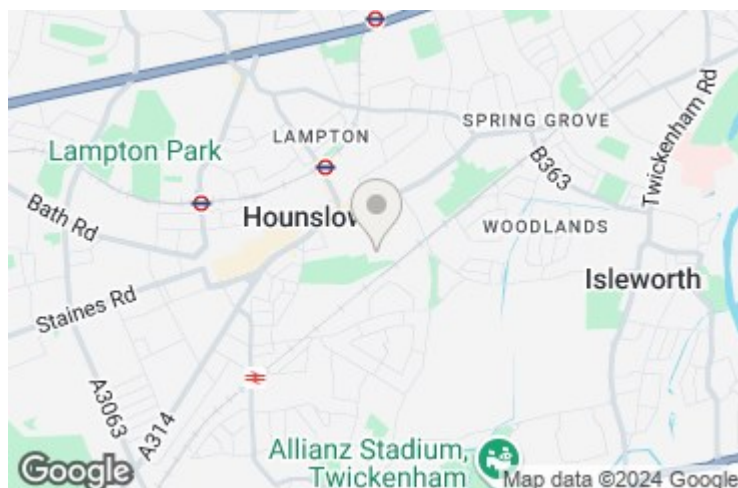 SPRING GROVE
LAMPTON
Lampton Park
Twickenham Rd
B363
Bath Rd
Hounslow
WOODLANDS
Isleworth
Staines Rd
A3063
A314
Allianz Stadium,
Twickenham
Google
Map data ©2024 Google